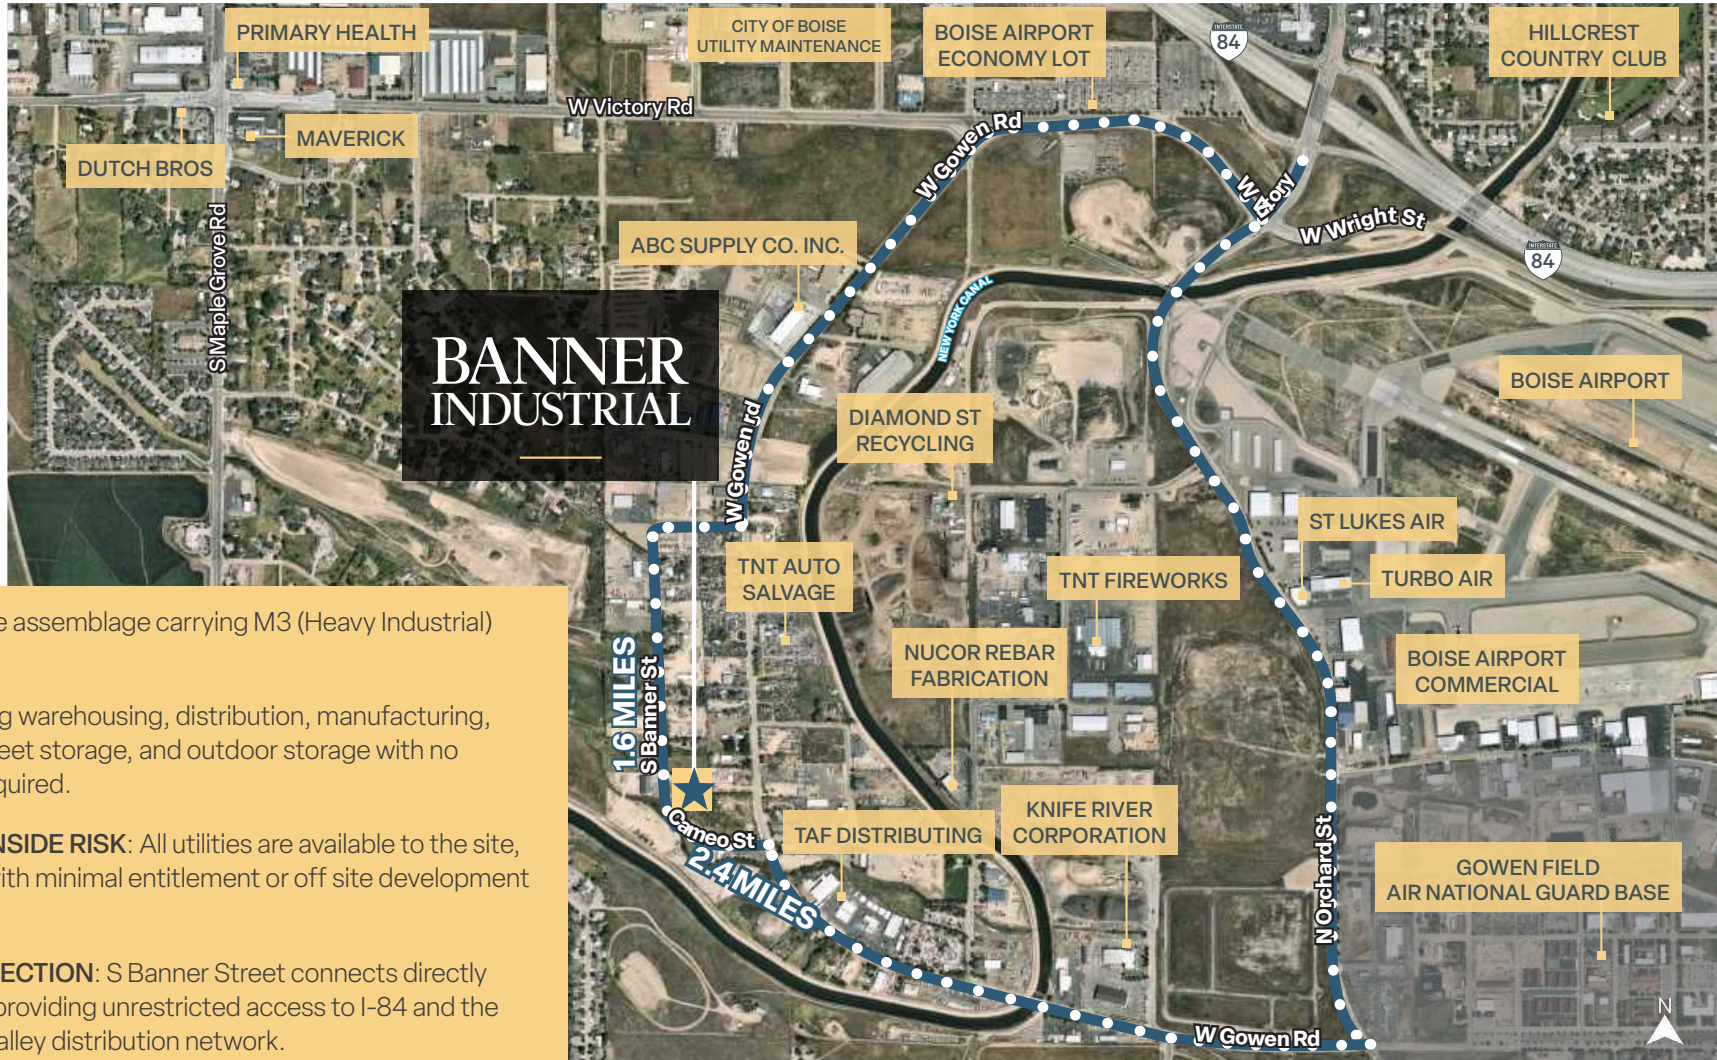 PRIMARY HEALTH
CITY OF BOISE
UTILITY MAINTENANCE
BOISE AIRPORT
ECONOMY LOT
INTERSTATE
84
HILLCREST
COUNTRY CLUB
W Victory Rd
MAVERICK
DUTCH BROS
W Gowen Rd
W Wright St
INTERSTATE
84
S Maple Grove Rd
ABC SUPPLY CO. INC.
NEW YORK CANAL
BANNER
INDUSTRIAL
BOISE AIRPORT
DIAMOND ST
RECYCLING
W Gowen rd
ST LUKES AIR
TNT AUTO
SALVAGE
TNT FIREWORKS
TURBO AIR
NUCOR REBAR
FABRICATION
BOISE AIRPORT
COMMERCIAL
1.6 MILES
S Banner St
Cameo St
2.4 MILES
TAF DISTRIBUTING
KNIFE RIVER
CORPORATION
N Orchard St
GOWEN FIELD
AIR NATIONAL GUARD BASE
W Gowen Rd
N
e assemblage carrying M3 (Heavy Industrial)
g warehousing, distribution, manufacturing,
eet storage, and outdoor storage with no
quired.
NSIDE RISK: All utilities are available to the site,
with minimal entitlement or off site development
ECTION: S Banner Street connects directly
providing unrestricted access to I-84 and the
alley distribution network.